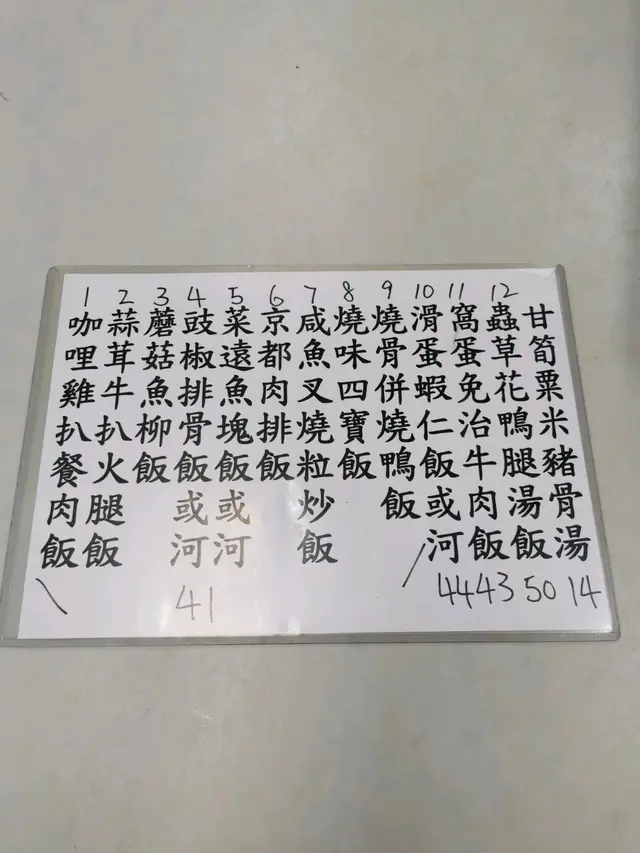 1 咖哩雞扒餐肉飯
2 蒜茸牛扒火腿飯
3 蘑菇魚柳飯
4 豉椒排骨飯或河
5 菜遠魚塊飯或河
6 京都肉排飯
7 咸魚叉燒粒炒飯
8 燒味四寶飯
9 燒骨併燒鴨飯
41
10 滑蛋蝦仁飯或河 44
11 窩蛋免治牛肉飯 43
12 蟲草花鴨腿湯飯 50
甘筍粟米豬骨湯 14